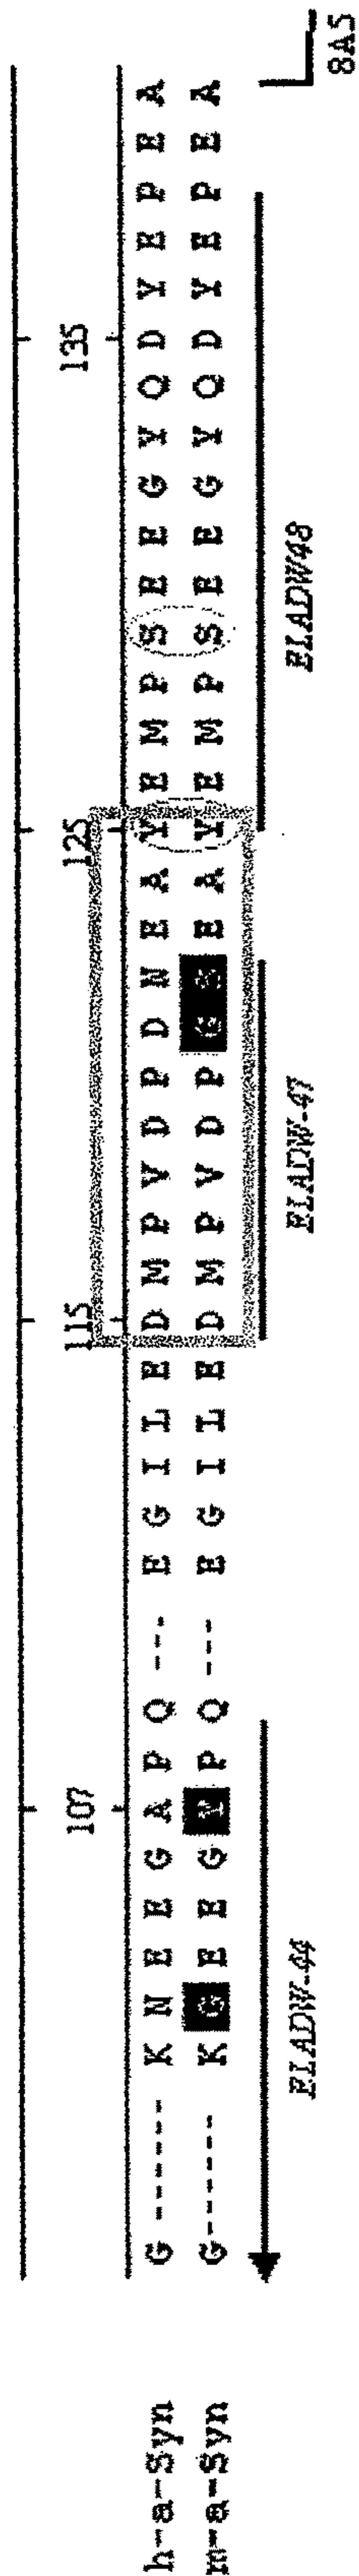 107 115 125 135
h-a-Syn G ------ K N E E G A P Q --- E G I L E D M P V D P D N E A Y E M P S E E G Y Q D Y E P E A
m-a-Syn G------ K G E E G V P Q --- E G I L E D M P V D P G S E A Y E M P S E E G Y Q D Y E P E A
ELADW-44 ELADW-47 ELADW48 8A5